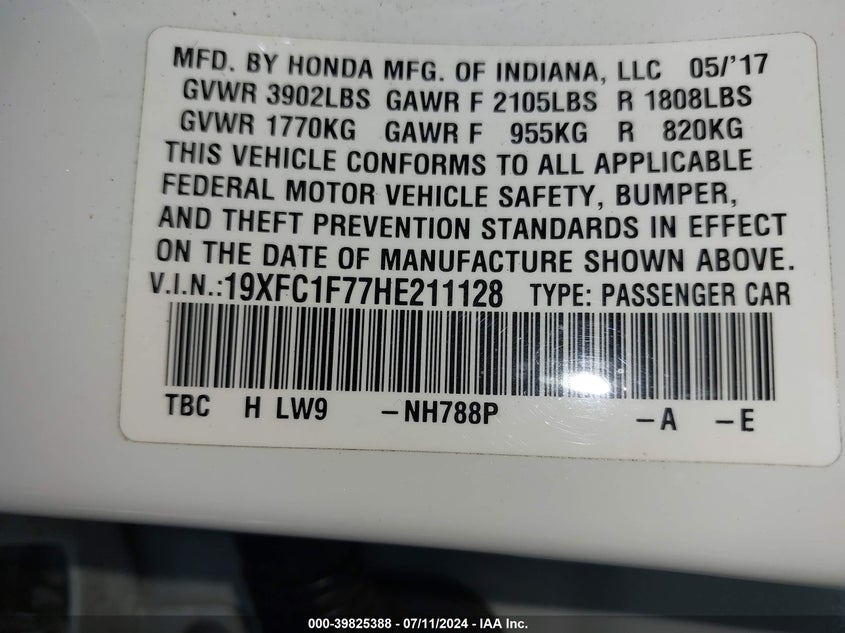 MFD. BY HONDA MFG. OF INDIANA, LLC 05/'17
GVWR 3902LBS GAWR F 2105LBS R 1808LBS
GVWR 1770KG GAWR F 955KG R 820KG
THIS VEHICLE CONFORMS TO ALL APPLICABLE
FEDERAL MOTOR VEHICLE SAFETY, BUMPER,
AND THEFT PREVENTION STANDARDS IN EFFECT
ON THE DATE OF MANUFACTURE SHOWN ABOVE.
V.I.N.:19XFC1F77HE211128 TYPE: PASSENGER CAR
TBC H LW9 -NH788P -A -E
000-39825388 - 07/11/2024 - IAA Inc.